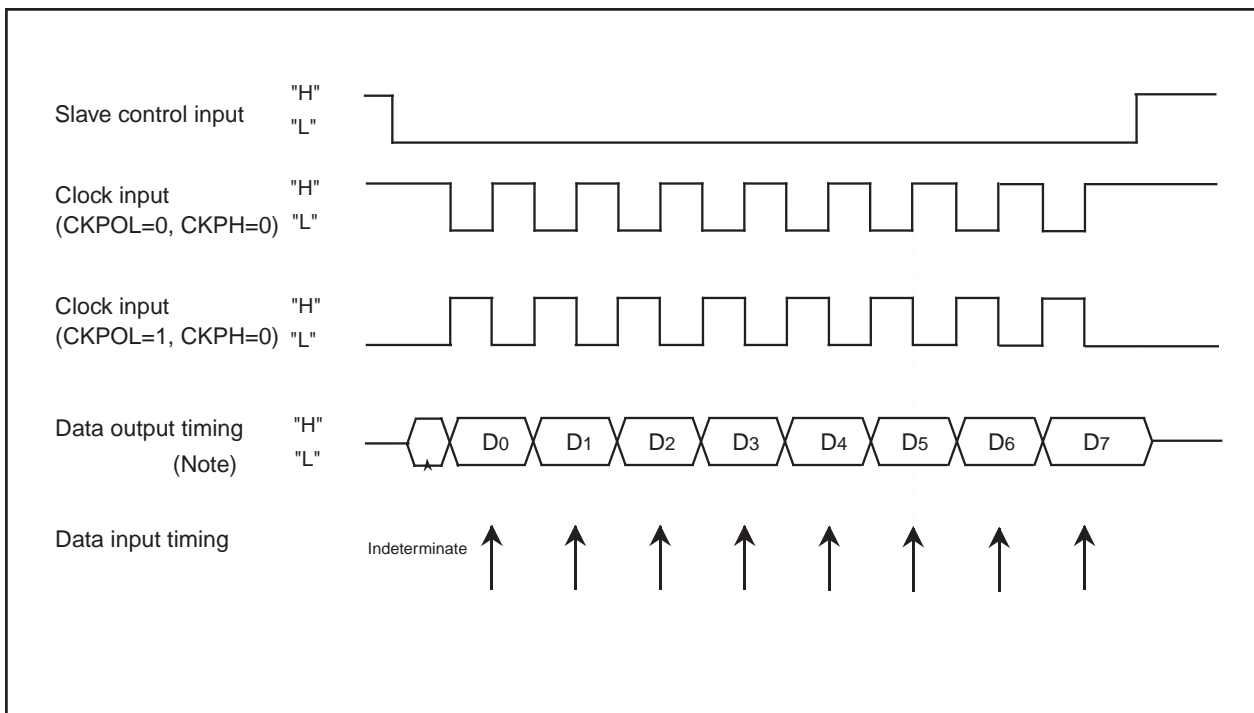 Slave control input "H"
"L"
Clock input "H"
(CKPOL=0, CKPH=0) "L"
Clock input "H"
(CKPOL=1, CKPH=0) "L"
Data output timing "H"
(Note) "L"
D0 D1 D2 D3 D4 D5 D6 D7
Data input timing
Indeterminate